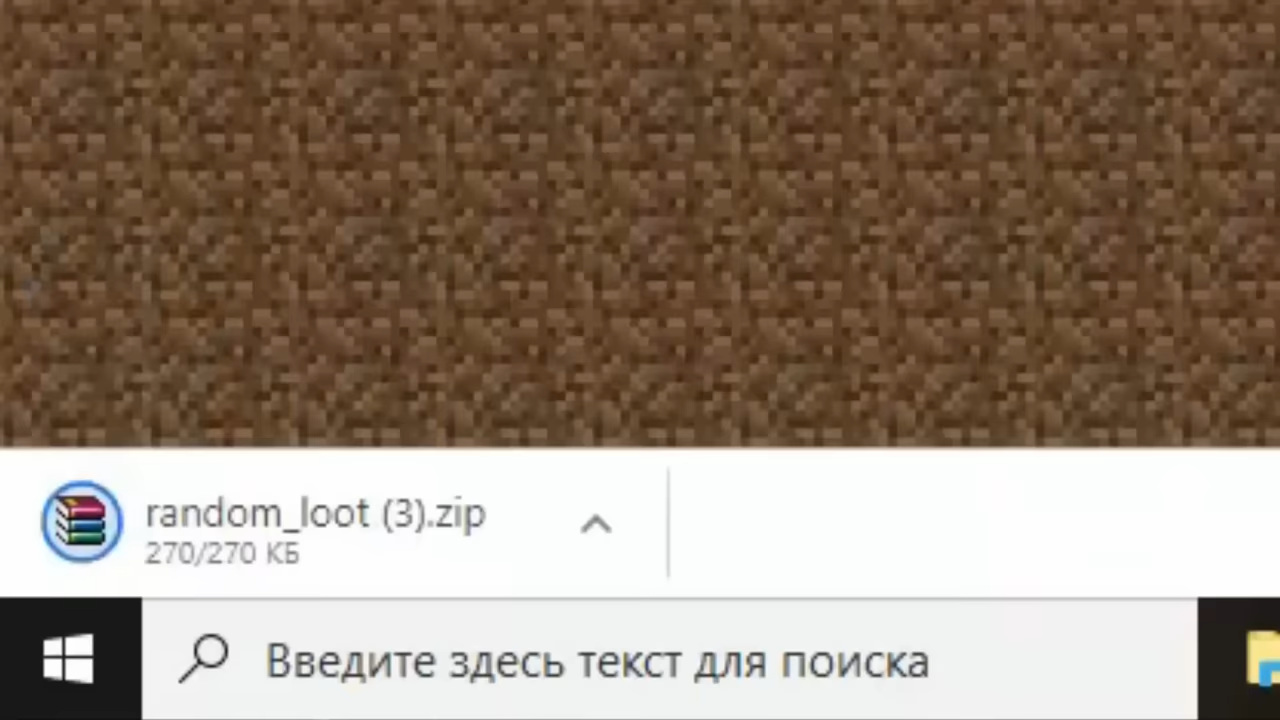 random_loot (3).zip
270/270 КБ
Введите здесь текст для поиска